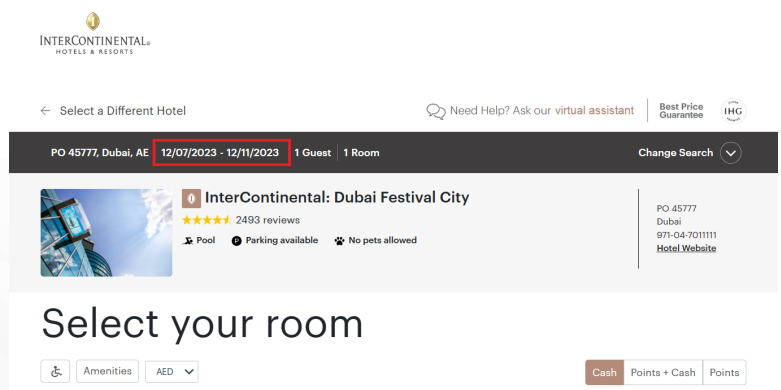 INTERCONTINENTAL®
HOTELS & RESORTS
← Select a Different Hotel
Need Help? Ask our virtual assistant
Best Price
Guarantee
IHG
PO 45777, Dubai, AE
12/07/2023 - 12/11/2023
1 Guest
1 Room
Change Search
InterContinental: Dubai Festival City
2493 reviews
Pool
Parking available
No pets allowed
PO 45777
Dubai
971-04-7011111
Hotel Website
Select your room
Amenities
AED
Cash
Points + Cash
Points